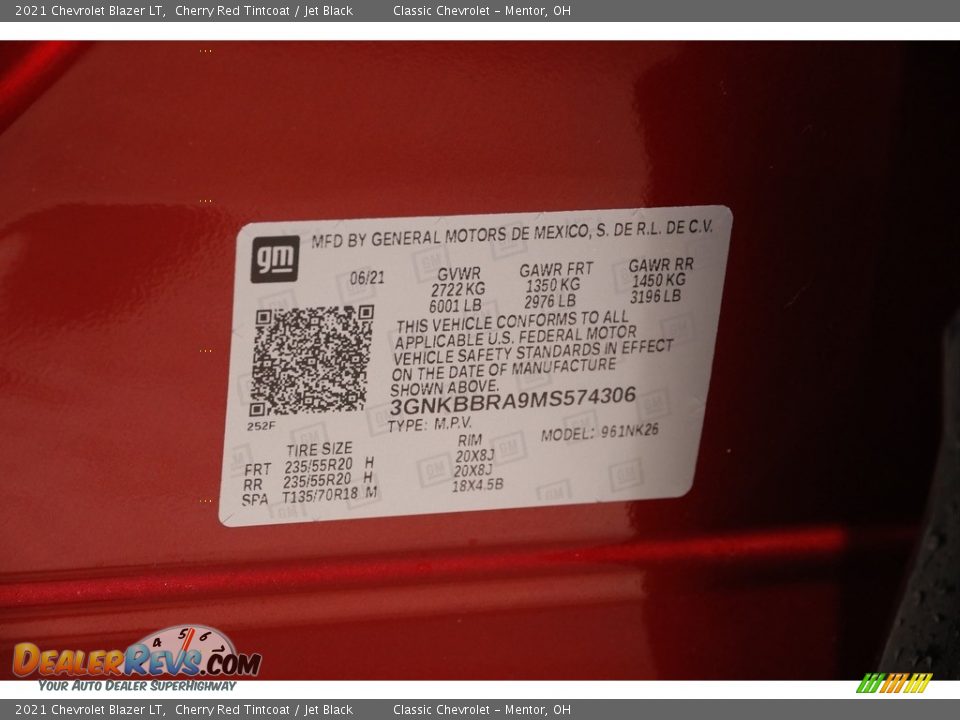 2021 Chevrolet Blazer LT, Cherry Red Tintcoat / Jet Black Classic Chevrolet - Mentor, OH
gm
MFD BY GENERAL MOTORS DE MEXICO, S. DE R.L. DE C.V.
06/21 GVWR GAWR FRT GAWR RR
2722 KG 1350 KG 1450 KG
6001 LB 2976 LB 3196 LB
THIS VEHICLE CONFORMS TO ALL
APPLICABLE U.S. FEDERAL MOTOR
VEHICLE SAFETY STANDARDS IN EFFECT
ON THE DATE OF MANUFACTURE
SHOWN ABOVE.
3GNKBBRA9MS574306
252F
TYPE: M.P.V. MODEL: 961NK26
TIRE SIZE RIM
FRT 235/55R20 H 20X8J
RR 235/55R20 H 20X8J
SPA T135/70R18 M 18X4.5B
4 5 6
DEALERREVS.COM
YOUR AUTO DEALER SUPERHIGHWAY
2021 Chevrolet Blazer LT, Cherry Red Tintcoat / Jet Black Classic Chevrolet - Mentor, OH